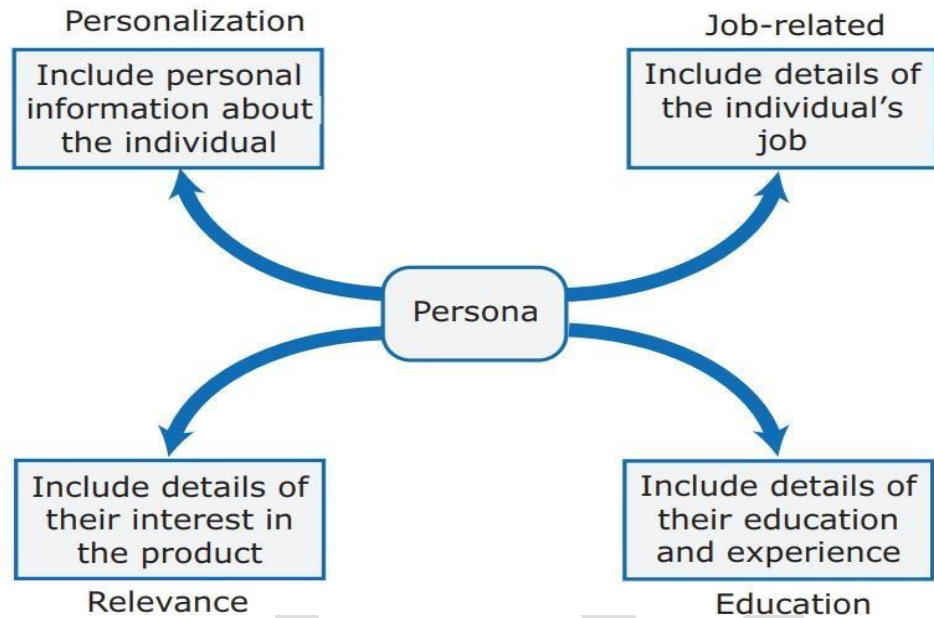 Personalization
Include personal
information about
the individual
Job-related
Include details of
the individual's
job
Persona
Include details of
their interest in
the product
Relevance
Include details of
their education
and experience
Education